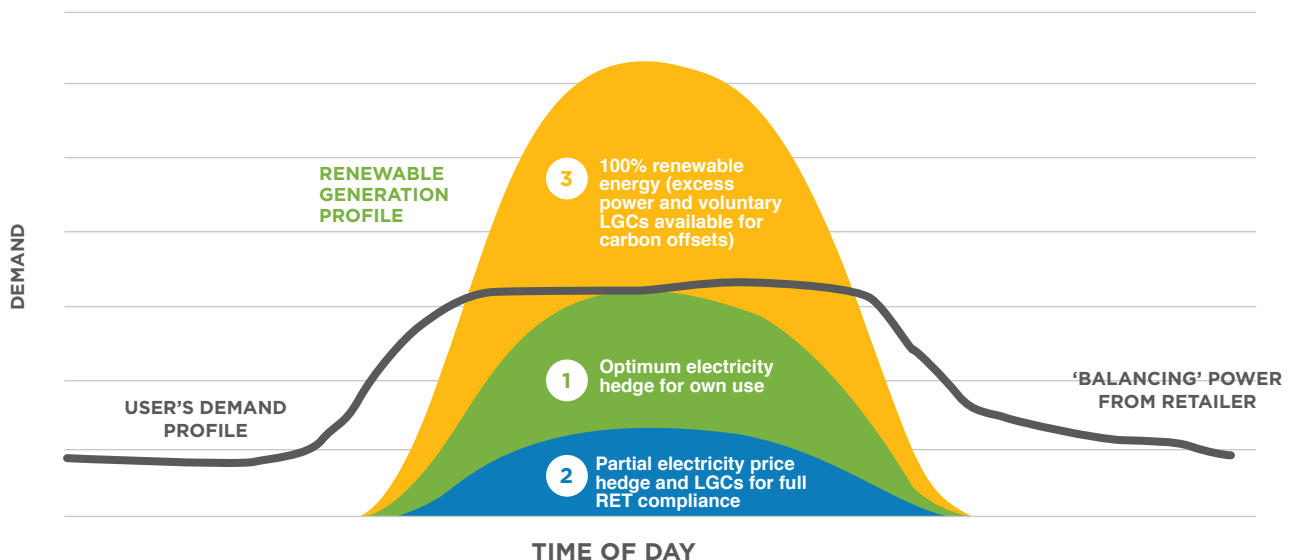 RENEWABLE
GENERATION
PROFILE
3
100% renewable
energy (excess
power and voluntary
LGCs available for
carbon offsets)
DEMAND
1
Optimum electricity
hedge for own use
USER'S DEMAND
PROFILE
‘BALANCING’ POWER
FROM RETAILER
2
Partial electricity price
hedge and LGCs for full
RET compliance
TIME OF DAY